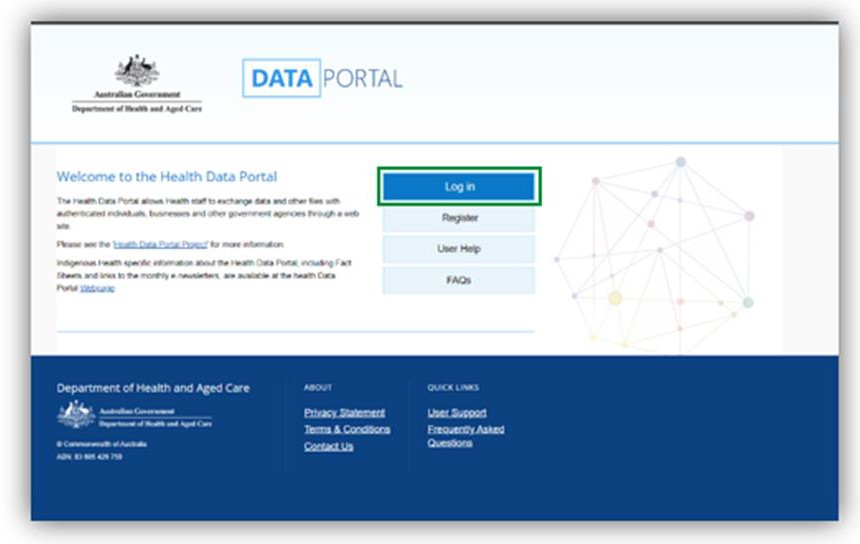 Australian Government
Department of Health and Aged Care
DATA PORTAL
Welcome to the Health Data Portal
The Health Data Portal allows Health staff to exchange data and other files with
authenticated individuals, businesses and other government agencies through a web
site.
Please see the 'Health Data Portal Project' for more information
Indigenous Health specific information about the Health Data Portal, including Fact
Sheets and links to the monthly e-newsletters, are available at the health Data
Portal Webpage
Log in
Register
User Help
FAQs
Department of Health and Aged Care
Australian Government
Department of Health and Aged Care
© Commonwealth of Australia
ABN: 83 605 426 759
ABOUT
Privacy Statement
Terms & Conditions
Contact Us
QUICK LINKS
User Support
Frequently Asked
Questions